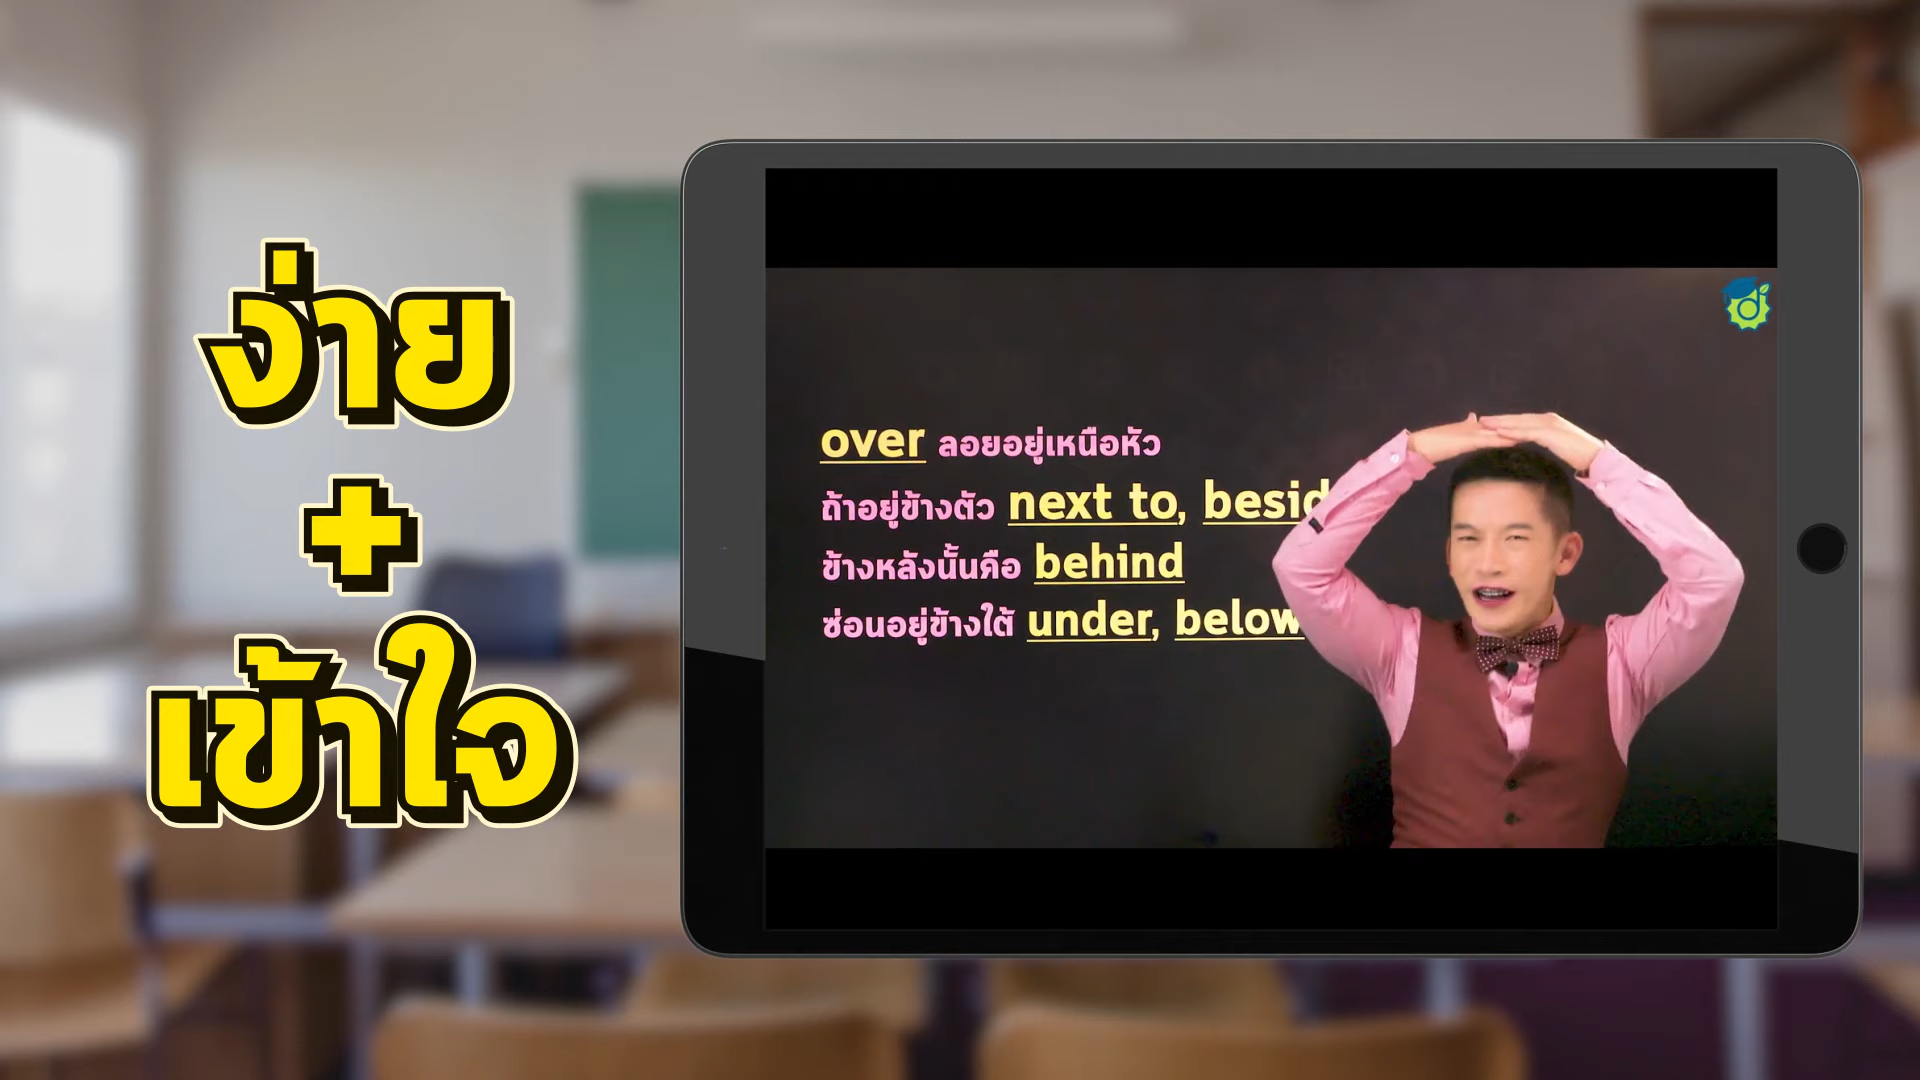 ง่าย
+
เข้าใจ
over ลอยอยู่เหนือหัว
ถ้าอยู่ข้างตัว next to, besid
ข้างหลังนั้นคือ behind
ซ่อนอยู่ข้างใต้ under, below
d